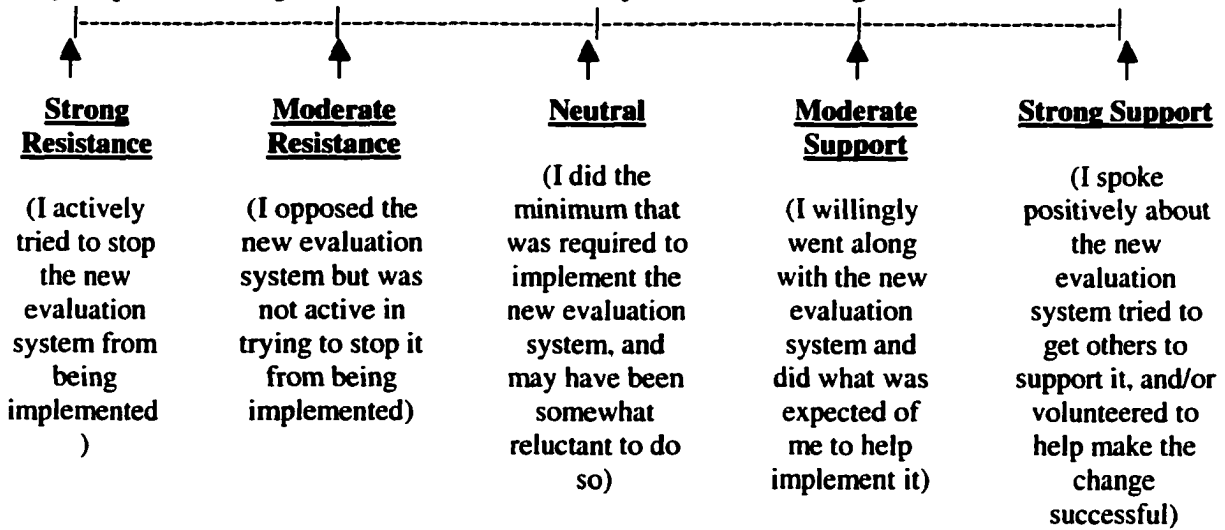 Strong
Resistance
(I actively
tried to stop
the new
evaluation
system from
being
implemented
)
Moderate
Resistance
(I opposed the
new evaluation
system but was
not active in
trying to stop it
from being
implemented)
Neutral
(I did the
minimum that
was required to
implement the
new evaluation
system, and
may have been
somewhat
reluctant to do
so)
Moderate
Support
(I willingly
went along
with the new
evaluation
system and
did what was
expected of
me to help
implement it)
Strong Support
(I spoke
positively about
the new
evaluation
system tried to
get others to
support it, and/or
volunteered to
help make the
change
successful)